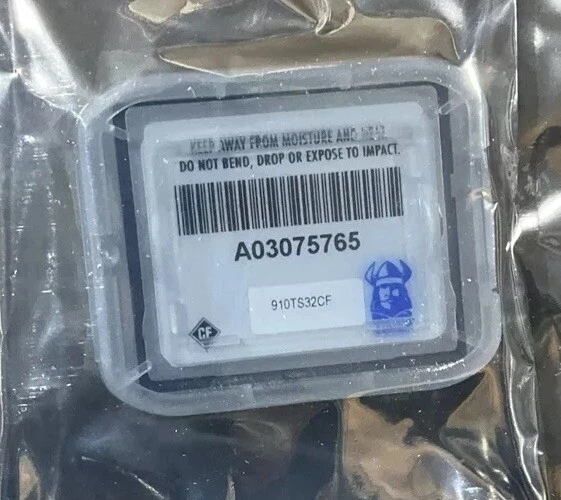 KEEP AWAY FROM MOISTURE AND HEAT.
DO NOT BEND, DROP OR EXPOSE TO IMPACT.
A03075765
910TS32CF
CF